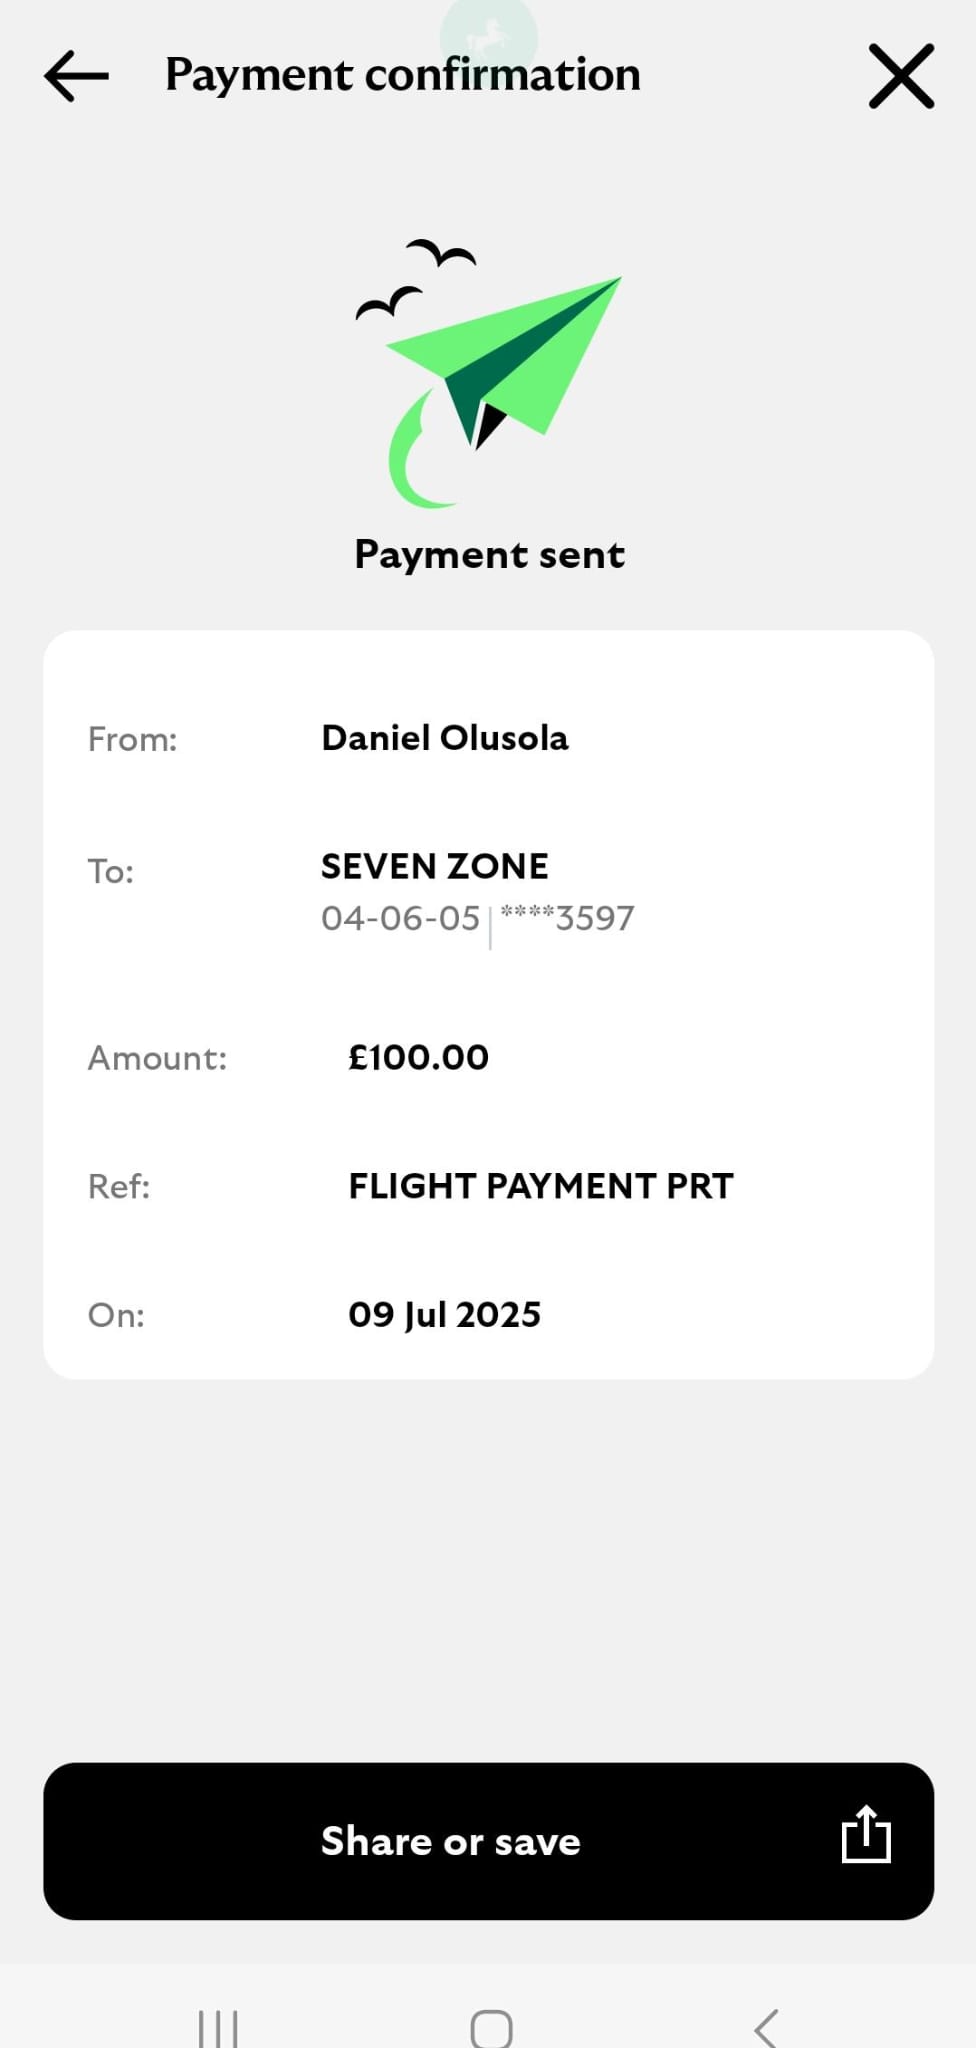 Payment confirmation
Payment sent
From: Daniel Olusola
To: SEVEN ZONE
04-06-05 | ****3597
Amount: £100.00
Ref: FLIGHT PAYMENT PRT
On: 09 Jul 2025
Share or save